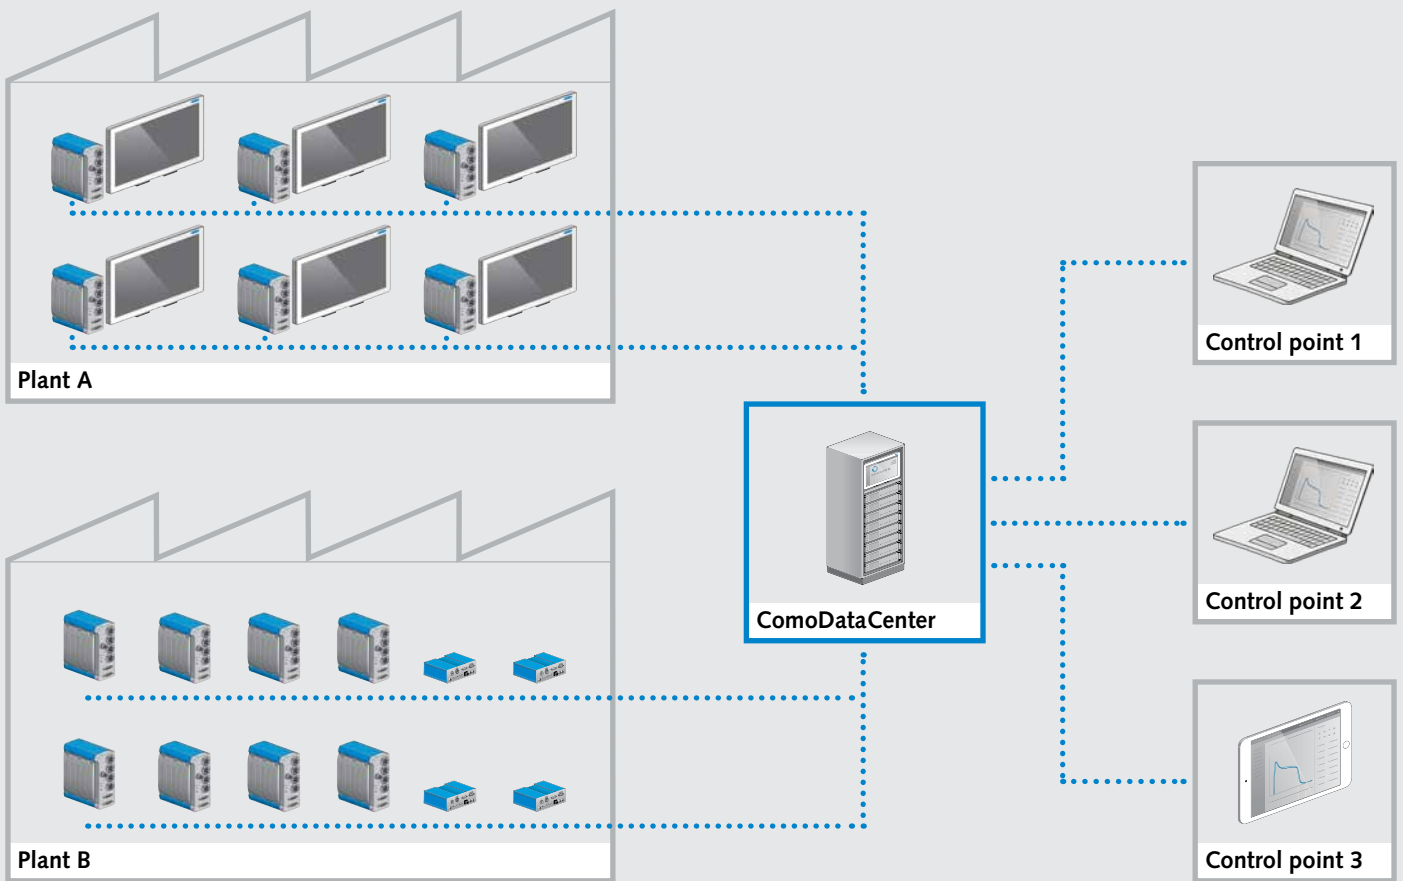 Plant A
Control point 1
Control point 2
ComoDataCenter
Plant B
Control point 3